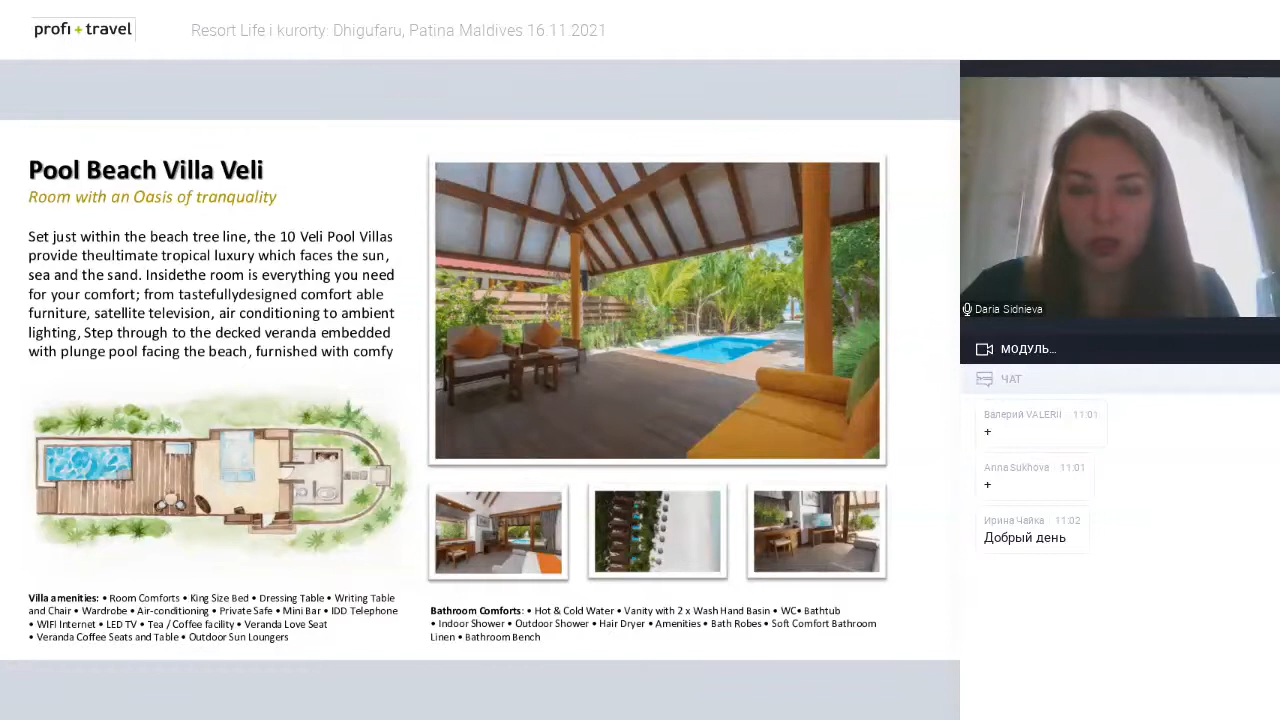 profi + travel
Resort Life i kurorty: Dhigufaru, Patina Maldives 16.11.2021
Pool Beach Villa Veli
Room with an Oasis of tranquality
Set just within the beach tree line, the 10 Veli Pool Villas
provide theultimate tropical luxury which faces the sun,
sea and the sand. Insidethe room is everything you need
for your comfort; from tastefullydesigned comfort able
furniture, satellite television, air conditioning to ambient
lighting, Step through to the decked veranda embedded
with plunge pool facing the beach, furnished with comfy
Villa amenities: • Room Comforts • King Size Bed • Dressing Table • Writing Table
and Chair • Wardrobe • Air-conditioning • Private Safe • Mini Bar • IDD Telephone
• WIFI Internet • LED TV • Tea / Coffee facility • Veranda Love Seat
• Veranda Coffee Seats and Table • Outdoor Sun Loungers
Bathroom Comforts: • Hot & Cold Water • Vanity with 2 x Wash Hand Basin • WC• Bathtub
• Indoor Shower • Outdoor Shower • Hair Dryer • Amenities • Bath Robes • Soft Comfort Bathroom
Linen • Bathroom Bench
Daria Sidnieva
МОДУЛЬ...
ЧАТ
Валерий VALERII 11:01
+
Anna Sukhova 11:01
+
Ирина Чайка 11:02
Добрый день